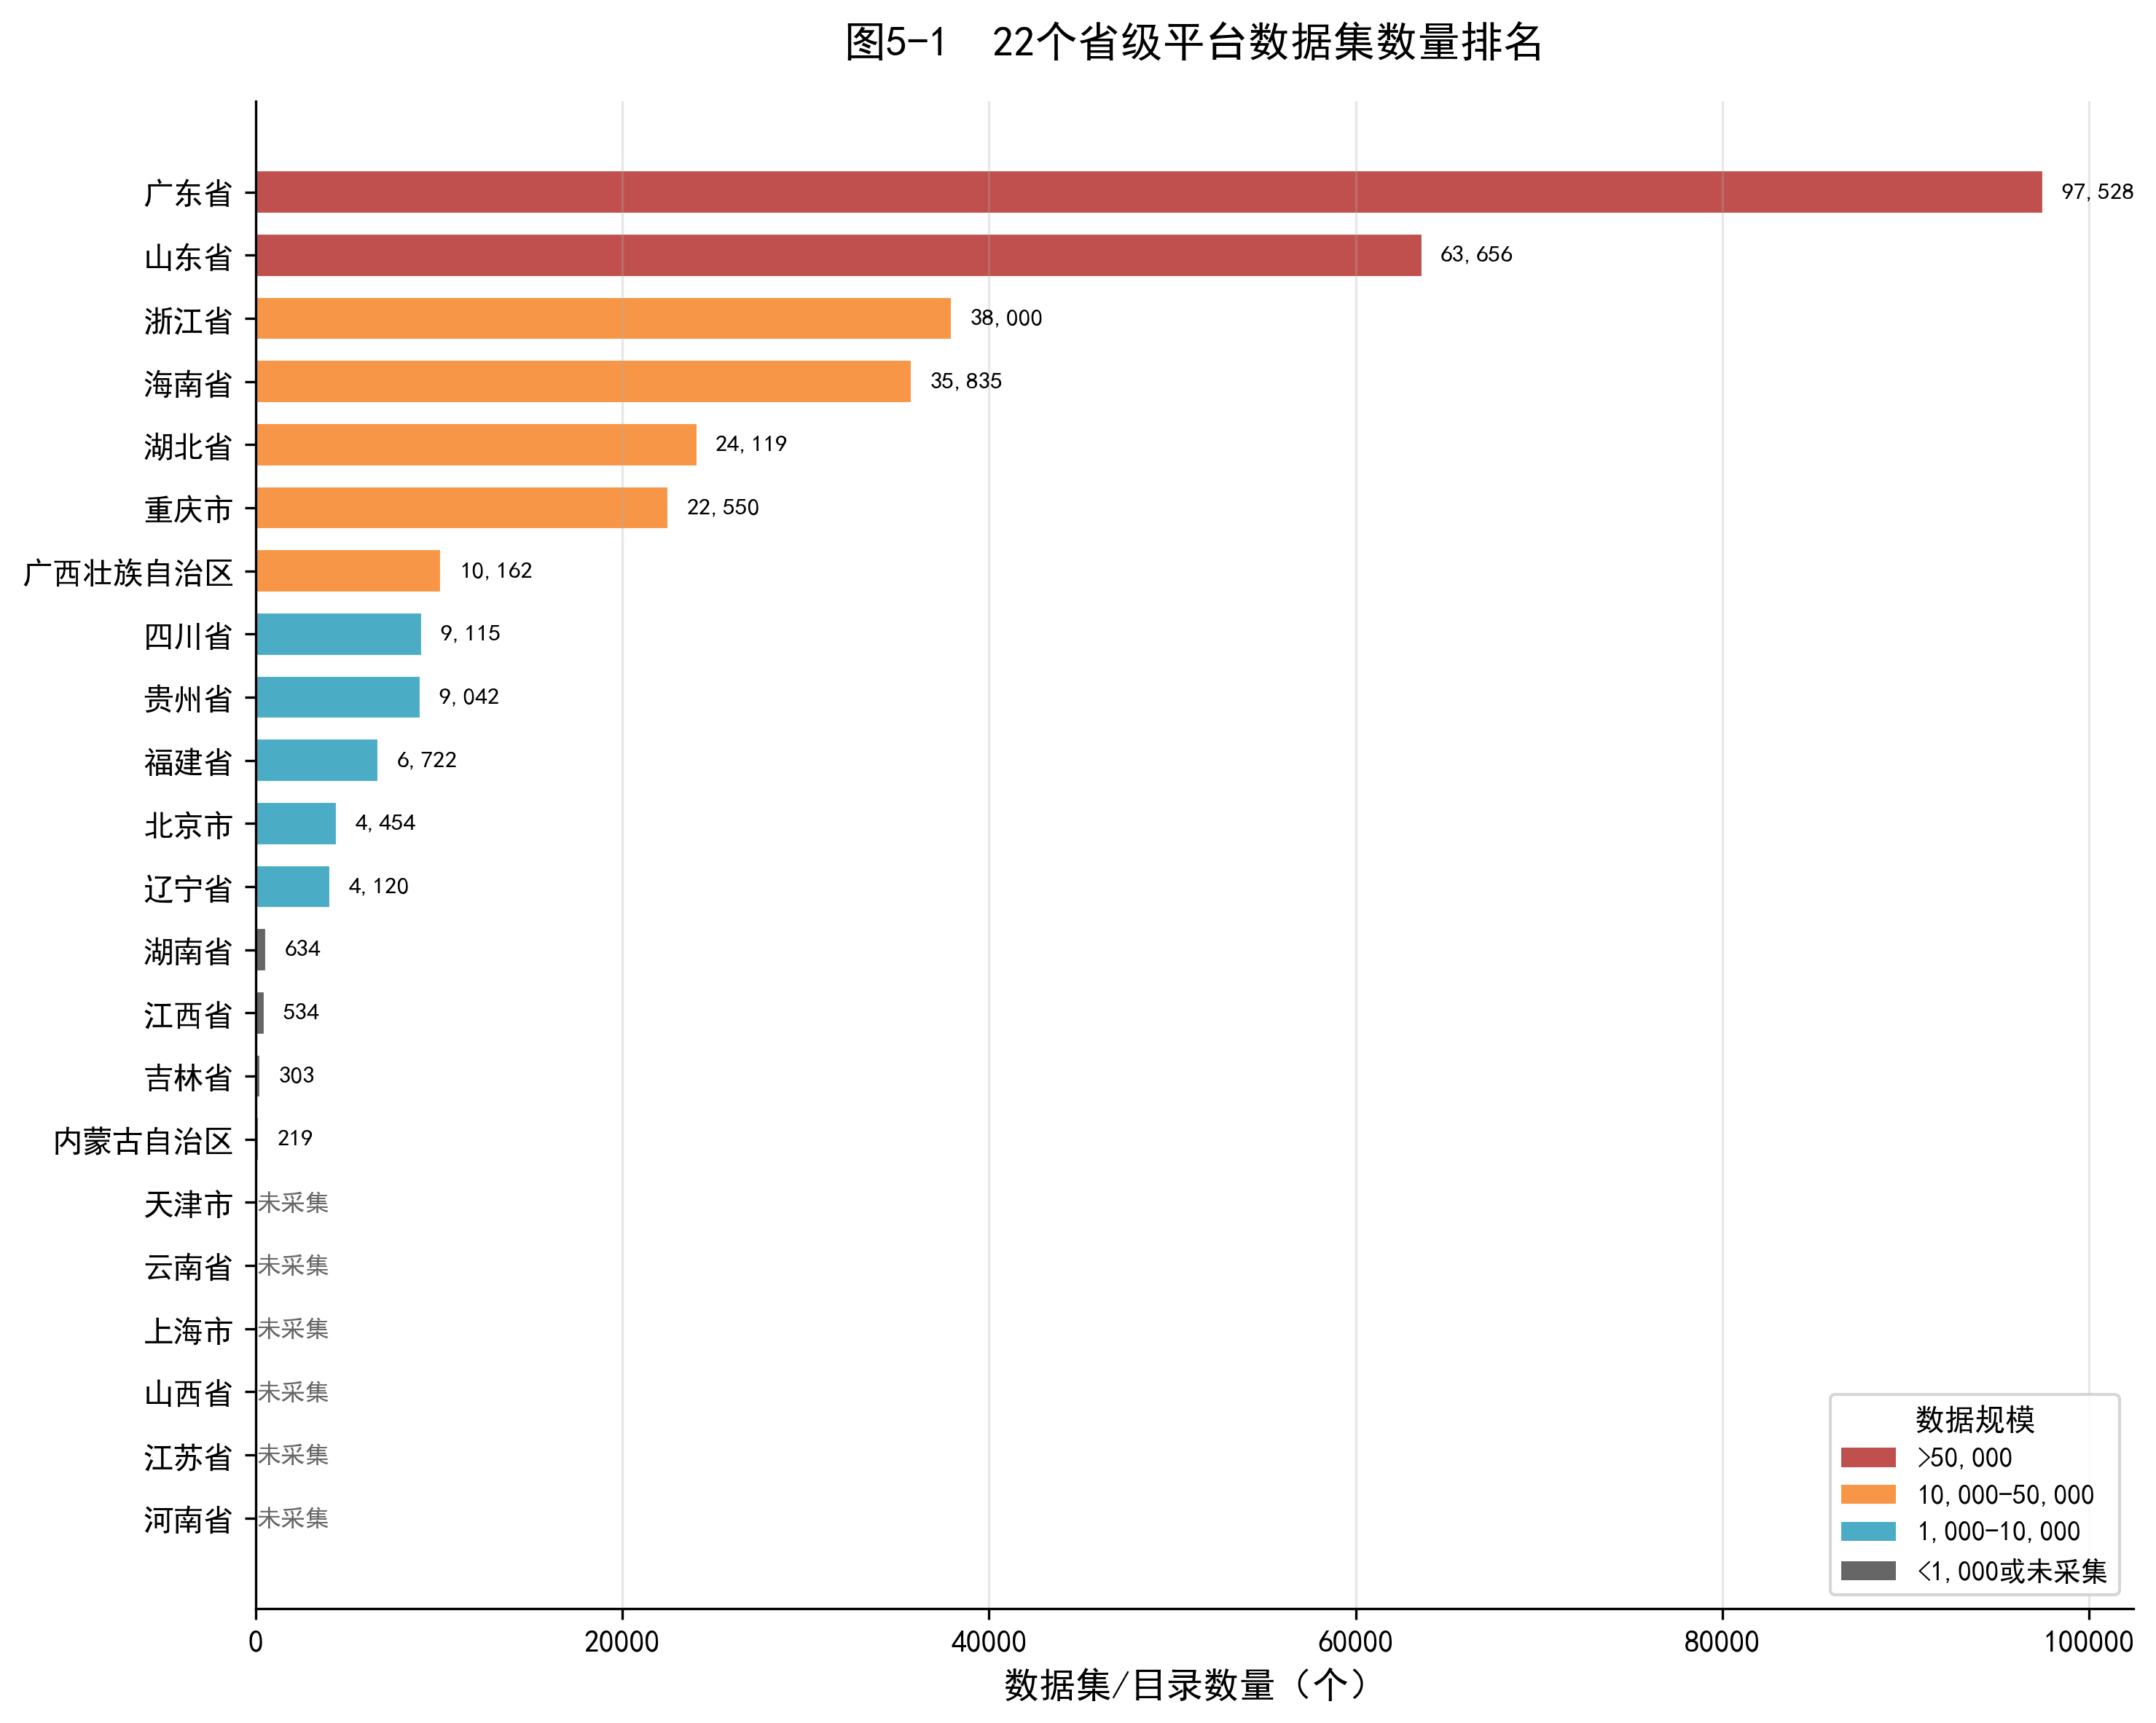 图5-1  22个省级平台数据集数量排名
广东省 97,528
山东省 63,656
浙江省 38,000
海南省 35,835
湖北省 24,119
重庆市 22,550
广西壮族自治区 10,162
四川省 9,115
贵州省 9,042
福建省 6,722
北京市 4,454
辽宁省 4,120
湖南省 634
江西省 534
吉林省 303
内蒙古自治区 219
天津市 未采集
云南省 未采集
上海市 未采集
山西省 未采集
江苏省 未采集
河南省 未采集
数据规模
>50,000
10,000-50,000
1,000-10,000
<1,000或未采集
0 20000 40000 60000 80000 100000
数据集/目录数量（个）